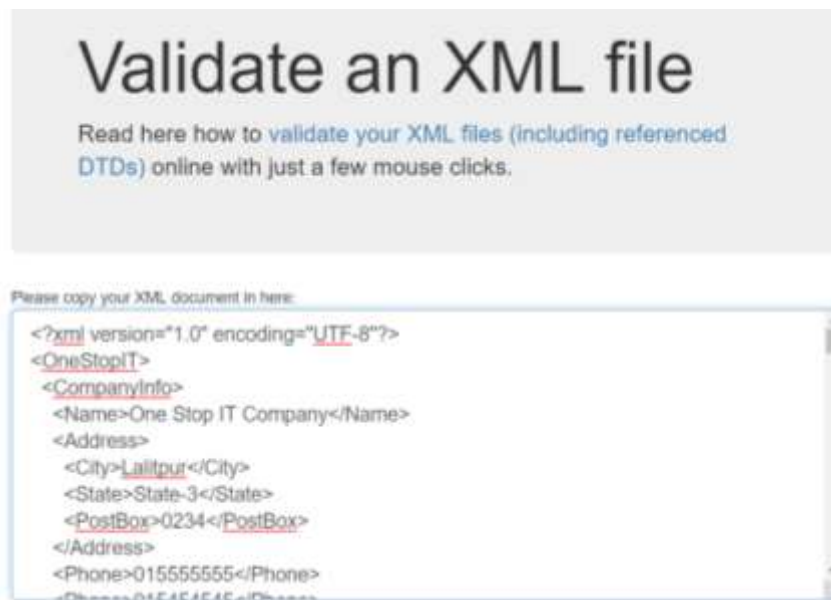 Validate an XML file
Read here how to validate your XML files (including referenced
DTDs) online with just a few mouse clicks.
Please copy your XML document in here:
<?xml version="1.0" encoding="UTF-8"?>
<OneStopIT>
<CompanyInfo>
<Name>One Stop IT Company</Name>
<Address>
<City>Lalitpur</City>
<State>State-3</State>
<PostBox>0234</PostBox>
</Address>
<Phone>015555555</Phone>